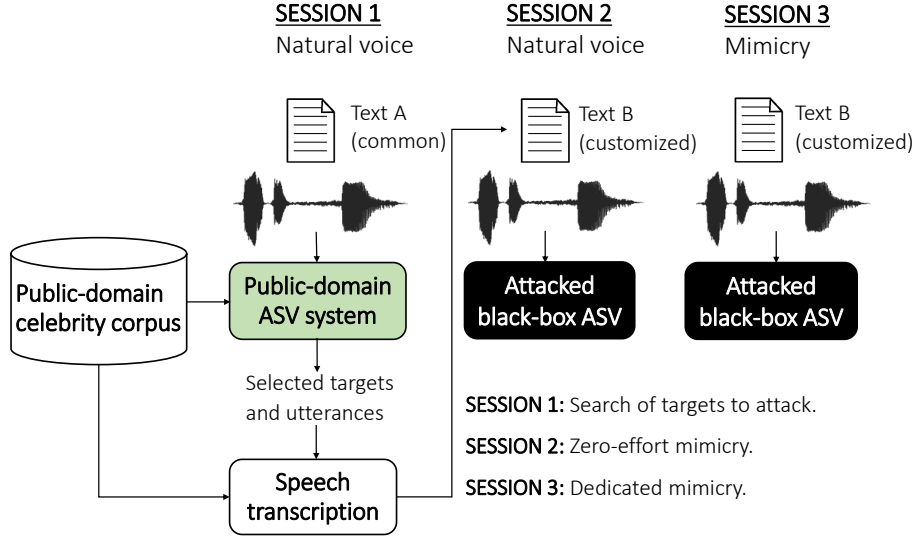 SESSION 1
Natural voice
SESSION 2
Natural voice
SESSION 3
Mimicry
Text A
(common)
Text B
(customized)
Text B
(customized)
Public-domain
celebrity corpus
Public-domain
ASV system
Attacked
black-box ASV
Attacked
black-box ASV
Selected targets
and utterances
Speech
transcription
SESSION 1: Search of targets to attack.
SESSION 2: Zero-effort mimicry.
SESSION 3: Dedicated mimicry.